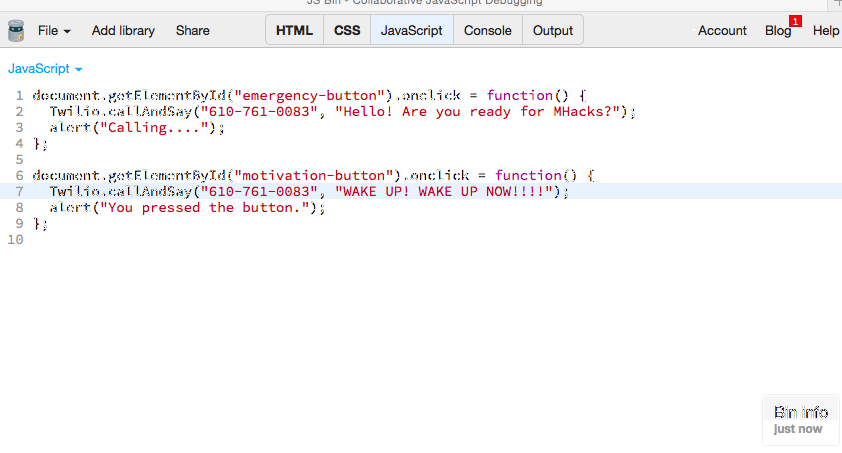 JS Bin - Collaborative JavaScript Debugging
File Add library Share HTML CSS JavaScript Console Output Account Blog 1 Help
JavaScript
1 document.getElementById("emergency-button").onclick = function() {
2 Twilio.callAndSay("610-761-0083", "Hello! Are you ready for MHacks?");
3 alert("Calling....");
4 };
5
6 document.getElementById("motivation-button").onclick = function() {
7 Twilio.callAndSay("610-761-0083", "WAKE UP! WAKE UP NOW!!!!");
8 alert("You pressed the button.");
9 };
10
Bin info
just now